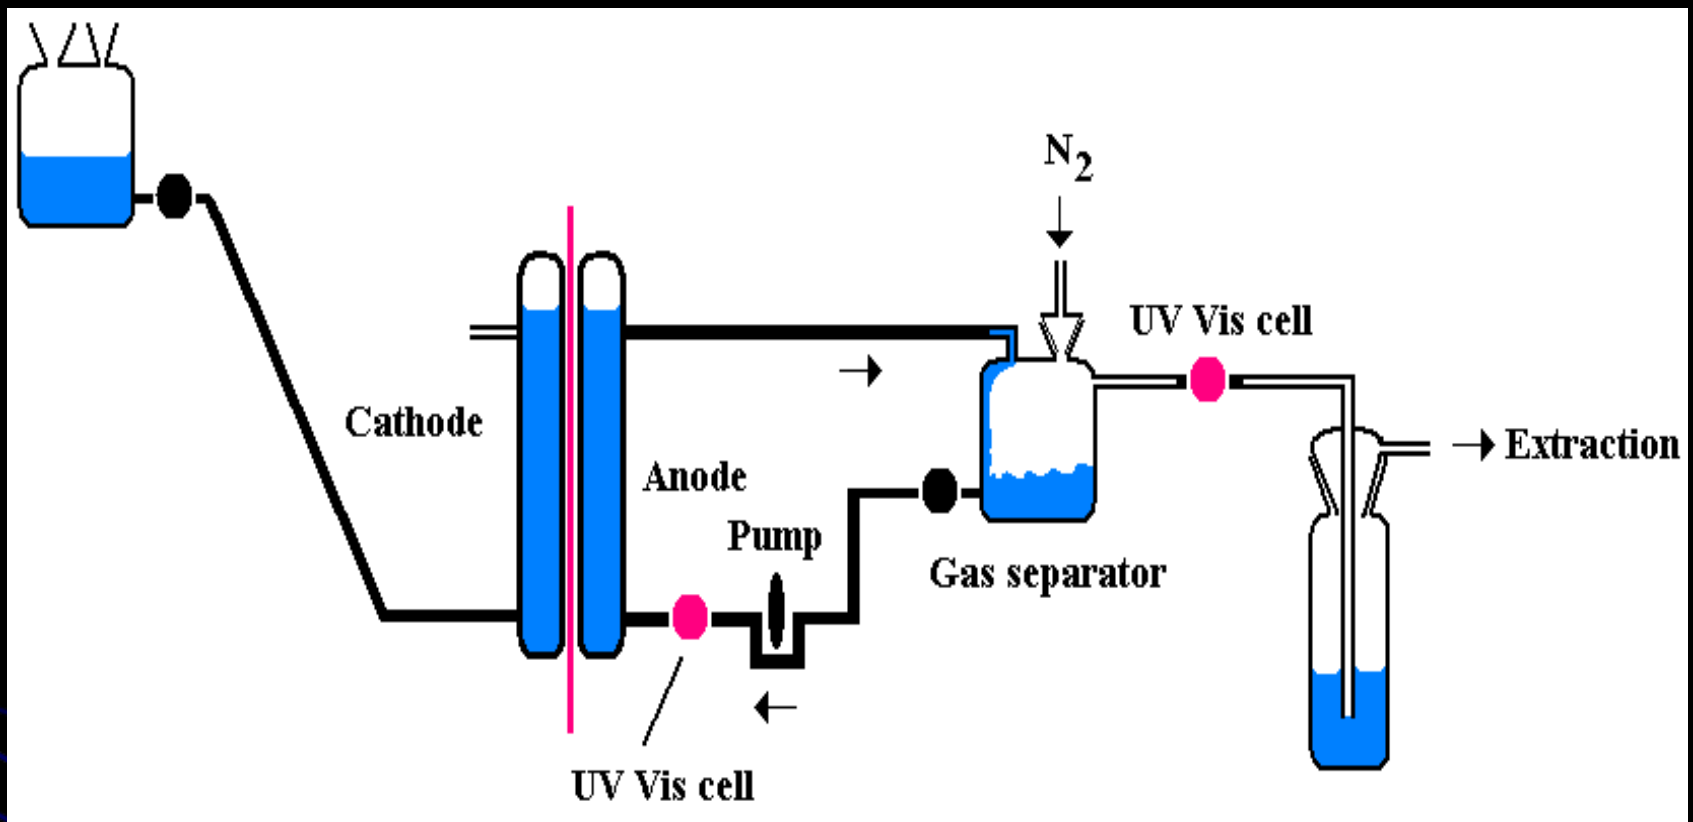 N2
UV Vis cell
Cathode
Extraction
Anode
Pump
Gas separator
UV Vis cell